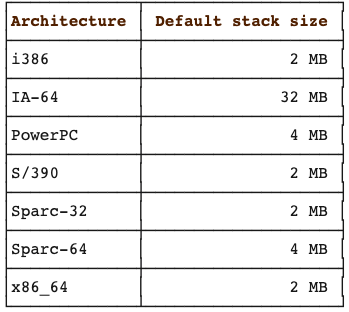 Architecture Default stack size
i386 2 MB
IA-64 32 MB
PowerPC 4 MB
S/390 2 MB
Sparc-32 2 MB
Sparc-64 4 MB
x86_64 2 MB